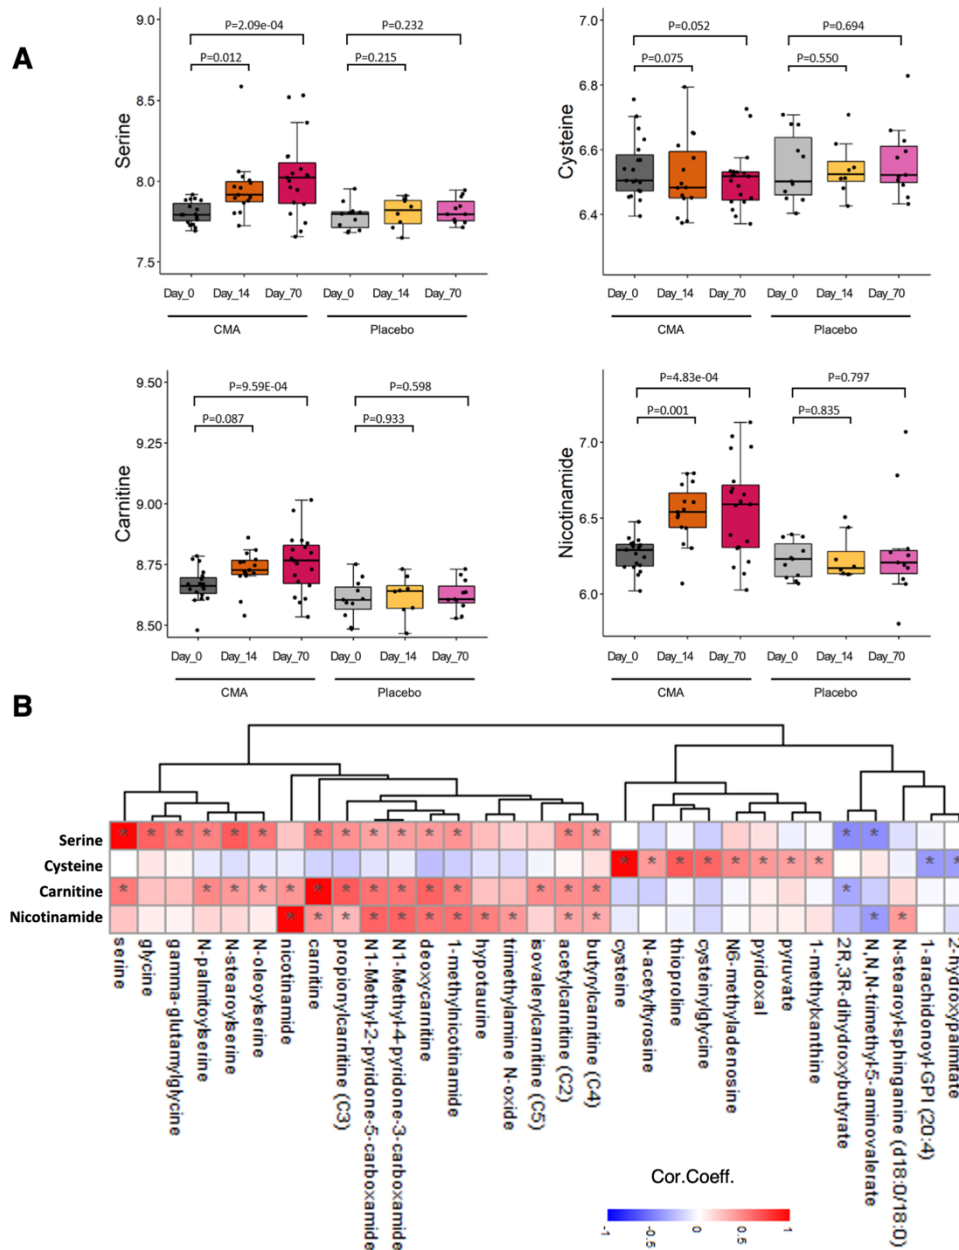 A
Serine
9.0
8.5
8.0
7.5
P=2.09e-04
P=0.012
P=0.232
P=0.215
Day_0 Day_14 Day_70 Day_0 Day_14 Day_70
CMA Placebo
Cysteine
7.0
6.8
6.6
6.4
P=0.052
P=0.075
P=0.694
P=0.550
Day_0 Day_14 Day_70 Day_0 Day_14 Day_70
CMA Placebo
Carnitine
9.50
9.25
9.00
8.75
8.50
P=9.59E-04
P=0.087
P=0.598
P=0.933
Day_0 Day_14 Day_70 Day_0 Day_14 Day_70
CMA Placebo
Nicotinamide
7.0
6.5
6.0
P=4.83e-04
P=0.001
P=0.797
P=0.835
Day_0 Day_14 Day_70 Day_0 Day_14 Day_70
CMA Placebo
B
Serine
Cysteine
Carnitine
Nicotinamide
serine
glycine
gamma-glutamylglycine
N-palmitoylserine
N-stearoylserine
N-oleoylserine
nicotinamide
carnitine
propionylcarnitine (C3)
N1-Methyl-2-pyridone-5-carboxamide
N1-Methyl-4-pyridone-3-carboxamide
deoxycarnitine
1-methylnicotinamide
hypotaurine
trimethylamine N-oxide
isovalerylcarnitine (C5)
acetylcarnitine (C2)
butyrylcarnitine (C4)
cysteine
N-acetyltyrosine
thioproline
cysteinylglycine
N6-methyladenosine
pyridoxal
pyruvate
1-methylxanthine
2R,3R-dihydroxybutyrate
N,N,N-trimethyl-5-aminovalerate
N-stearoyl-sphinganine (d18:0/18:0)
1-arachidonoyl-GPI (20:4)
2-hydroxypalmitate
Cor.Coeff.
-1 -0.5 0 0.5 1